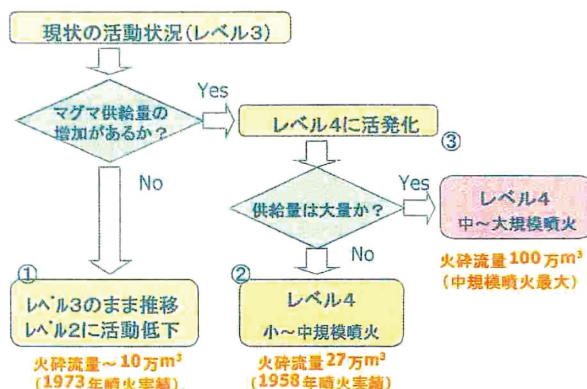 現状の活動状況(レベル3)
マグマ供給量の
増加があるか?
Yes
レベル4に活発化
③
No
供給量は大量か?
Yes
レベル4
中~大規模噴火
No
火砕流量100万m³
(中規模噴火最大)
①
レベル3のまま推移
レベル2に活動低下
②
レベル4
小~中規模噴火
火砕流量~10万m³
(1973年噴火実績)
火砕流量27万m³
(1958年噴火実績)